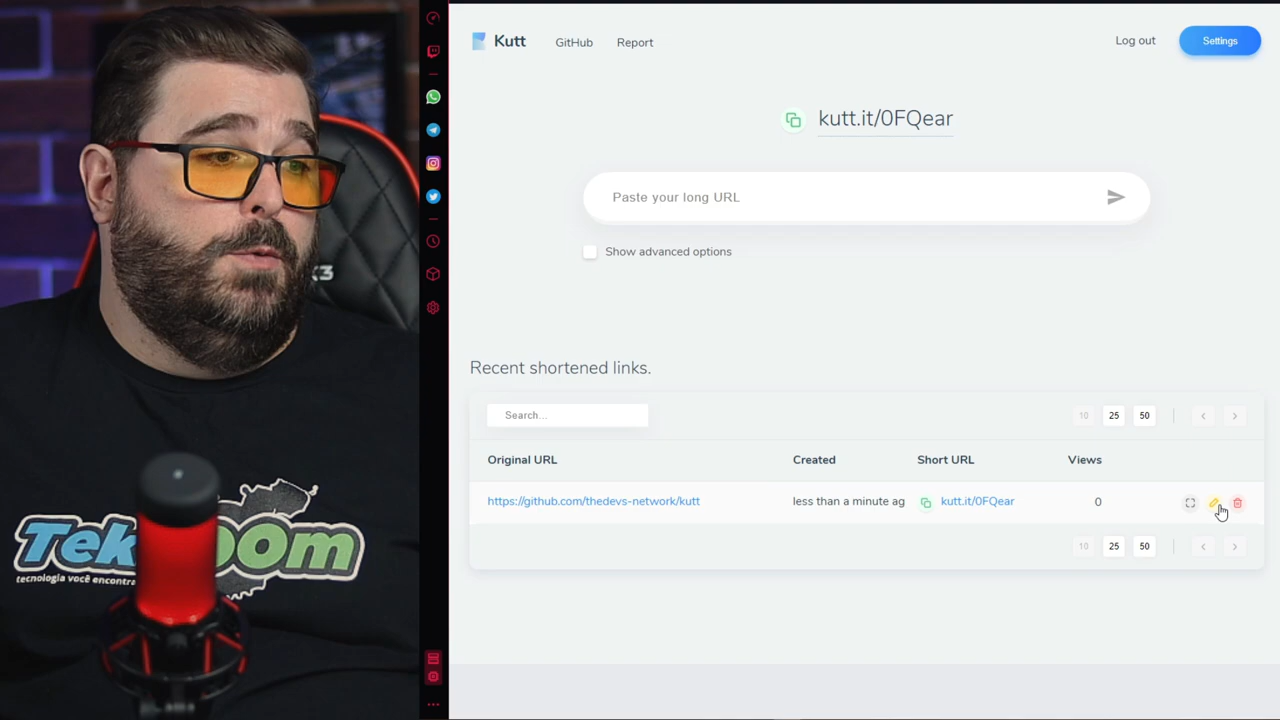 Kutt
GitHub
Report
Log out
Settings
kutt.it/0FQear
Paste your long URL
Show advanced options
Recent shortened links.
Search...
10 25 50
Original URL Created Short URL Views
https://github.com/thedevs-network/kutt less than a minute ag kutt.it/0FQear 0
10 25 50
tecnologia você encontra